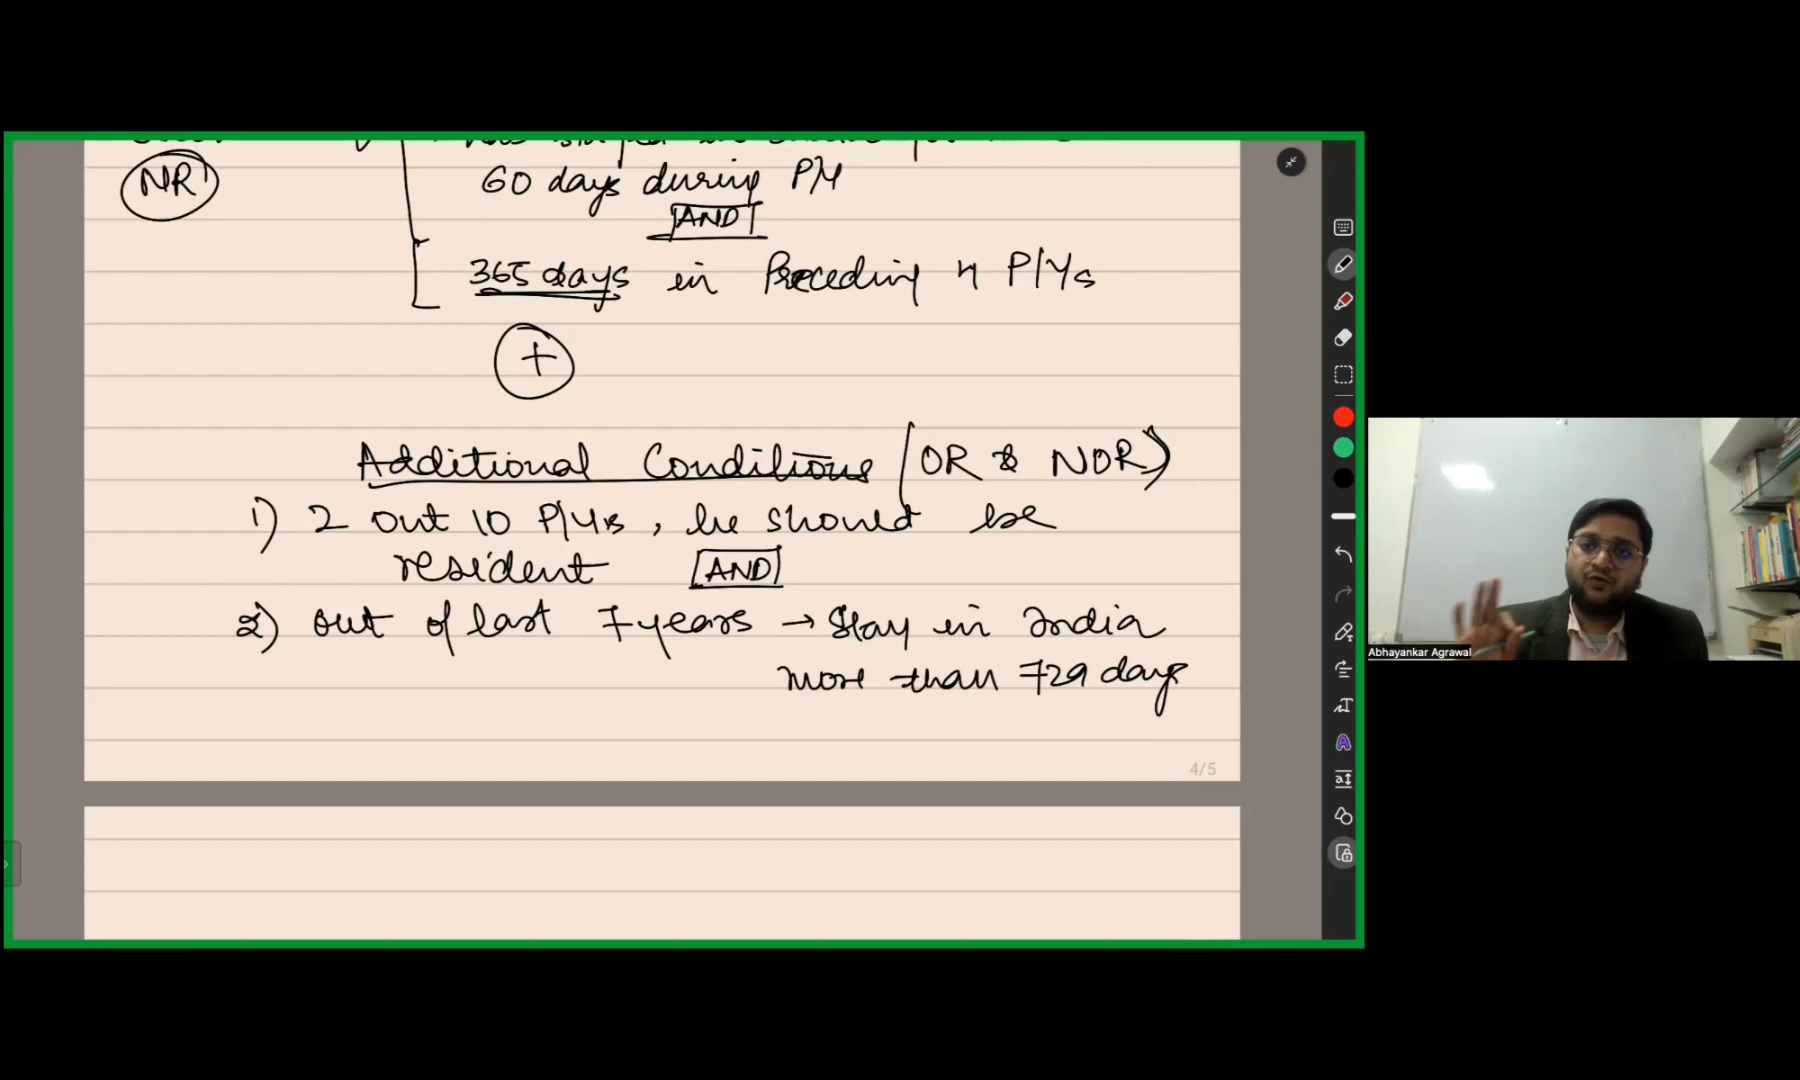 NR
60 days during P/Y
AND
365 days in Preceding 4 P/Ys
+
Additional Conditions (OR & NOR)
1) 2 out 10 P/Ys, he should be
resident AND
2) out of last 7 years → Stay in India
more than 729 days
4/5
Abhayankar Agrawal